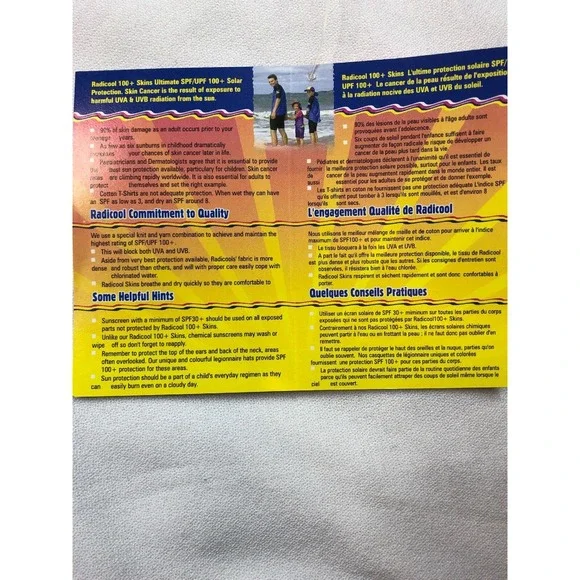 Radicool 100+ Skins Ultimate SPF/UPF 100+ Solar
Protection. Skin Cancer is the result of exposure to
harmful UVA & UVB radiation from the sun.
90% of skin damage as an adult occurs prior to your
teenage years.
As few as six sunburns in childhood dramatically
your chances of skin cancer later in life.
Pediatricians and Dermatologists agree that it is essential to provide
the best sun protection available, particularly for children. Skin cancer
rates are climbing rapidly worldwide. It is also essential for adults to
protect themselves and set the right example.
Cotton T-Shirts are not adequate protection. When wet they can have
an SPF as low as 3, and dry an SPF around 8.
Radicool Commitment to Quality
We use a special knit and yarn combination to achieve and maintain the
highest rating of SPF/UPF 100+.
This will block both UVA and UVB.
Aside from very best protection available, Radicools' fabric is more
dense and robust then others, and will with proper care easily cope with
chlorinated water.
Radicool Skins Breathe and dry quickly so they are comfortable to
Some Helpful Hints
Sunscreen with a minimum of SPF30+ should be used on all exposed
parts not protected by Radicool 100+ Skins.
Unlike our Radicool 100+ Skins, chemical sunscreens may wash or
wipe off so don't forget to reapply.
Remember to protect the top of the ears and back of the neck, areas
often overlooked. Our unique and colourful legionnaire hats provide SPF
100+ protection for these areas.
Sun protection should be a part of a child's everyday regimen as they
can easily burn even on a cloudy day.
Radicool 100+ Skins L'ultime protection solaire SPF/
UPF 100+ Le cancer de la peau résulte de l'expositio
à la radiation nocive des UVA et UVB du soleil.
90% des lésions de la peau visibles à l'âge adulte sont
provoquées avant l'adolescence.
Six coups de soleil pendant l'enfance suffisent à faire
augmenter de façon remarquable le risque de développer un
cancer de la peau plus tard dans la vie.
Pédiatres et dermatologues déclarent à l'unanimité qu'il est essentiel de
fournir le meilleure protection solaire possible, surtout pour les enfants. Les taux
de cancer de la peau augmentent rapidement dans le monde entier. Il est
aussi essentiel pour adultes de se protéger et de donner l'exemple.
Les T-shirts en coton ne fournissent pas une protection adéquate L'indice SPF
qu'ils offrent peut tomber à 3 lorsqu'ils sont mouillés, et est d'environ 8
lorsqu'ils sont secs.
L'engagement Qualité de Radicool
Nous utilisons le meilleur mélange de maille et de coton pour arriver à l'indice
maximum de SPF100+ et pour maintenir cet indice.
Le tissu bloquera à la fois les UVA et UVB.
A part le fait qu'il offre la meilleure protection disponible, le tissu de Radicool
est plus dense et plus robuste que les autres. Si les consignes d'entretien sont
observées, il résistera bien à l'eau chlorée.
Radicool Skins respirent et sèchent rapidement et sont donc confortables à
porter.
Quelques Conseils Pratiques
Utiliser un écran solaire de SPF 30+ minimum sur toutes les parties du corps
exposées qui ne sont pas protégées par Radicool100+ Skins.
Contrairement à nos Radicool 100+ Skins, les écrans solaires chimiques
peuvent partir à l'eau ou en frottant la peau ; il ne faut donc pas oublier d'en
remettre.
Il faut se rappeler de protéger le haut des oreilles et la nuque, parties qu'on
oublie souvent. Nos casquettes de légionnaire uniques et colorées
fournissent une protection SPF 100+ pour ces parties du corps.
La protection solaire devrait faire partie de la routine quotidienne des enfants
parce qu'ils peuvent facilement attraper des coups de soleil même lorsque le
ciel est couvert.